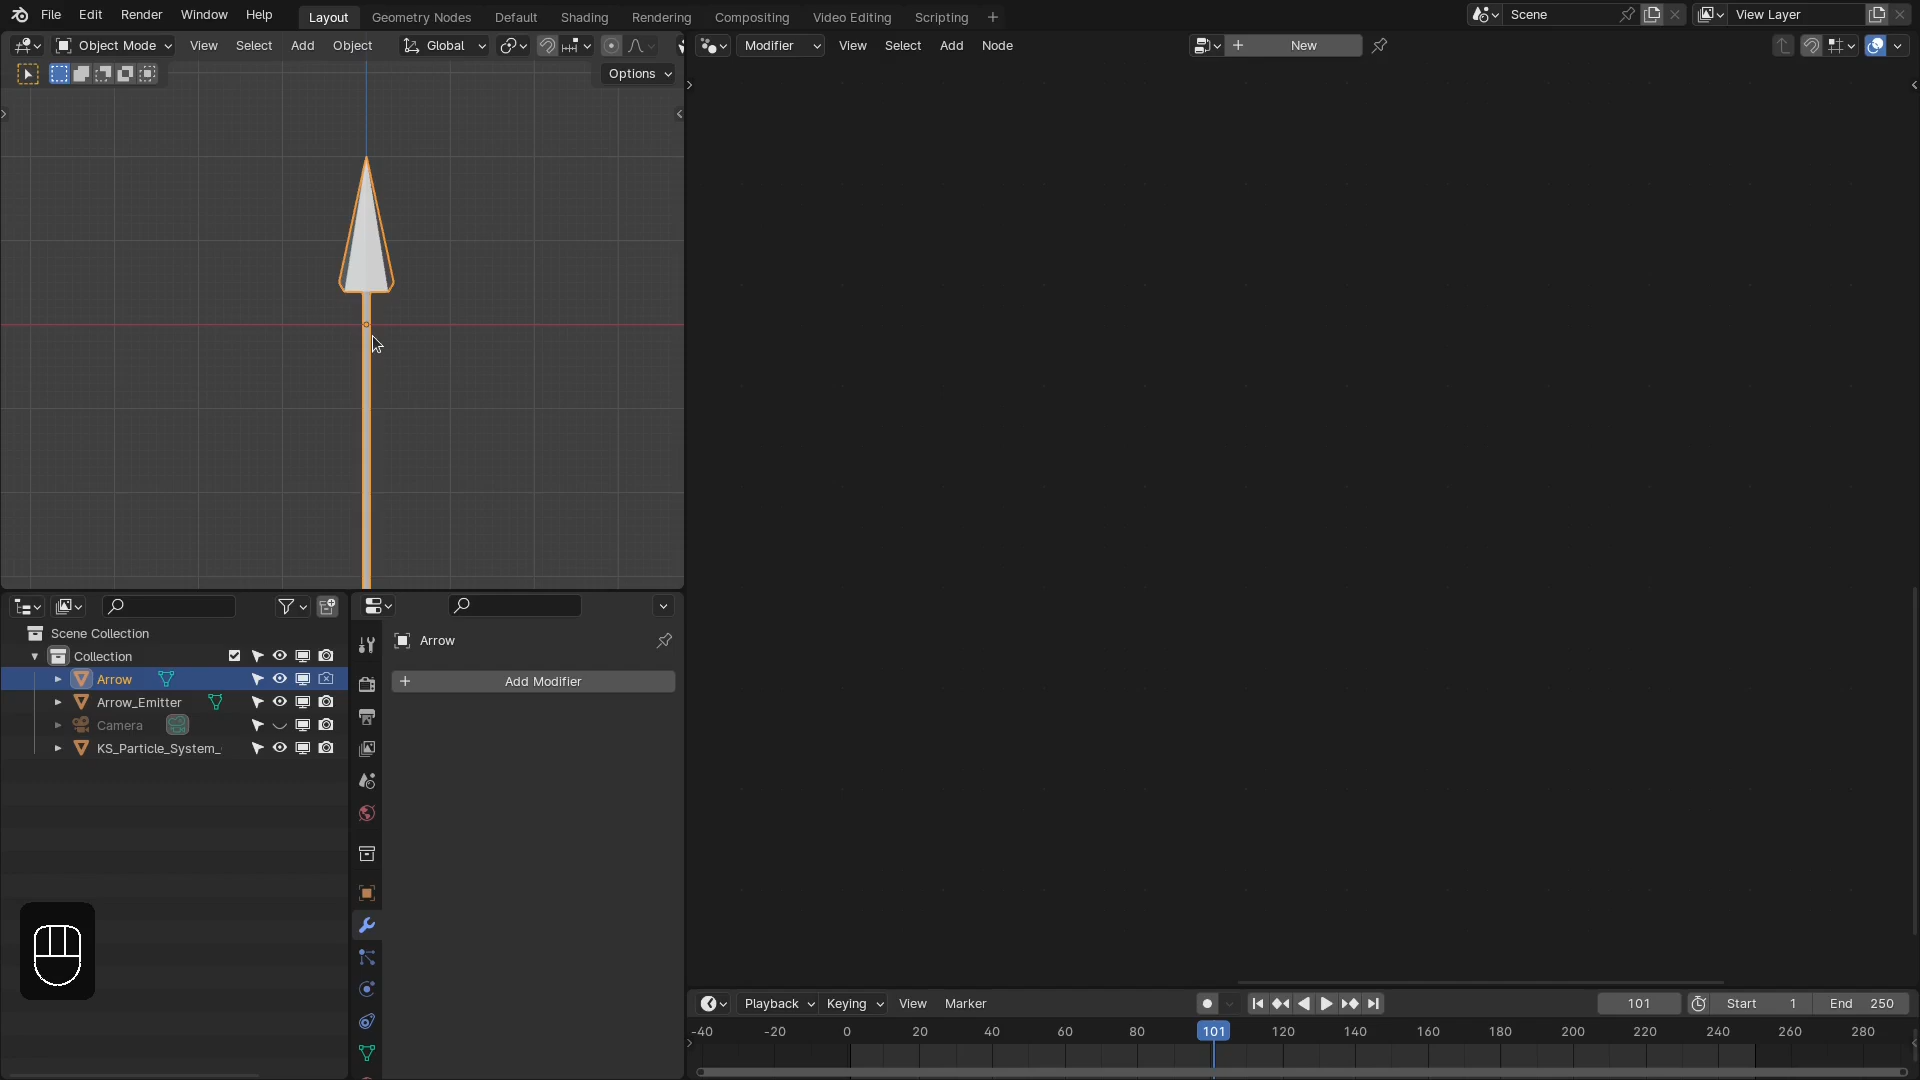 File Edit Render Window Help Layout Geometry Nodes Default Shading Rendering Compositing Video Editing Scripting Scene View Layer
Object Mode View Select Add Object Global
Options
Modifier View Select Add Node New
Scene Collection
Collection
Arrow
Arrow_Emitter
Camera
KS_Particle_System_
Arrow
Add Modifier
Playback Keying View Marker 101 Start 1 End 250
-40 -20 0 20 40 60 80 101 120 140 160 180 200 220 240 260 280